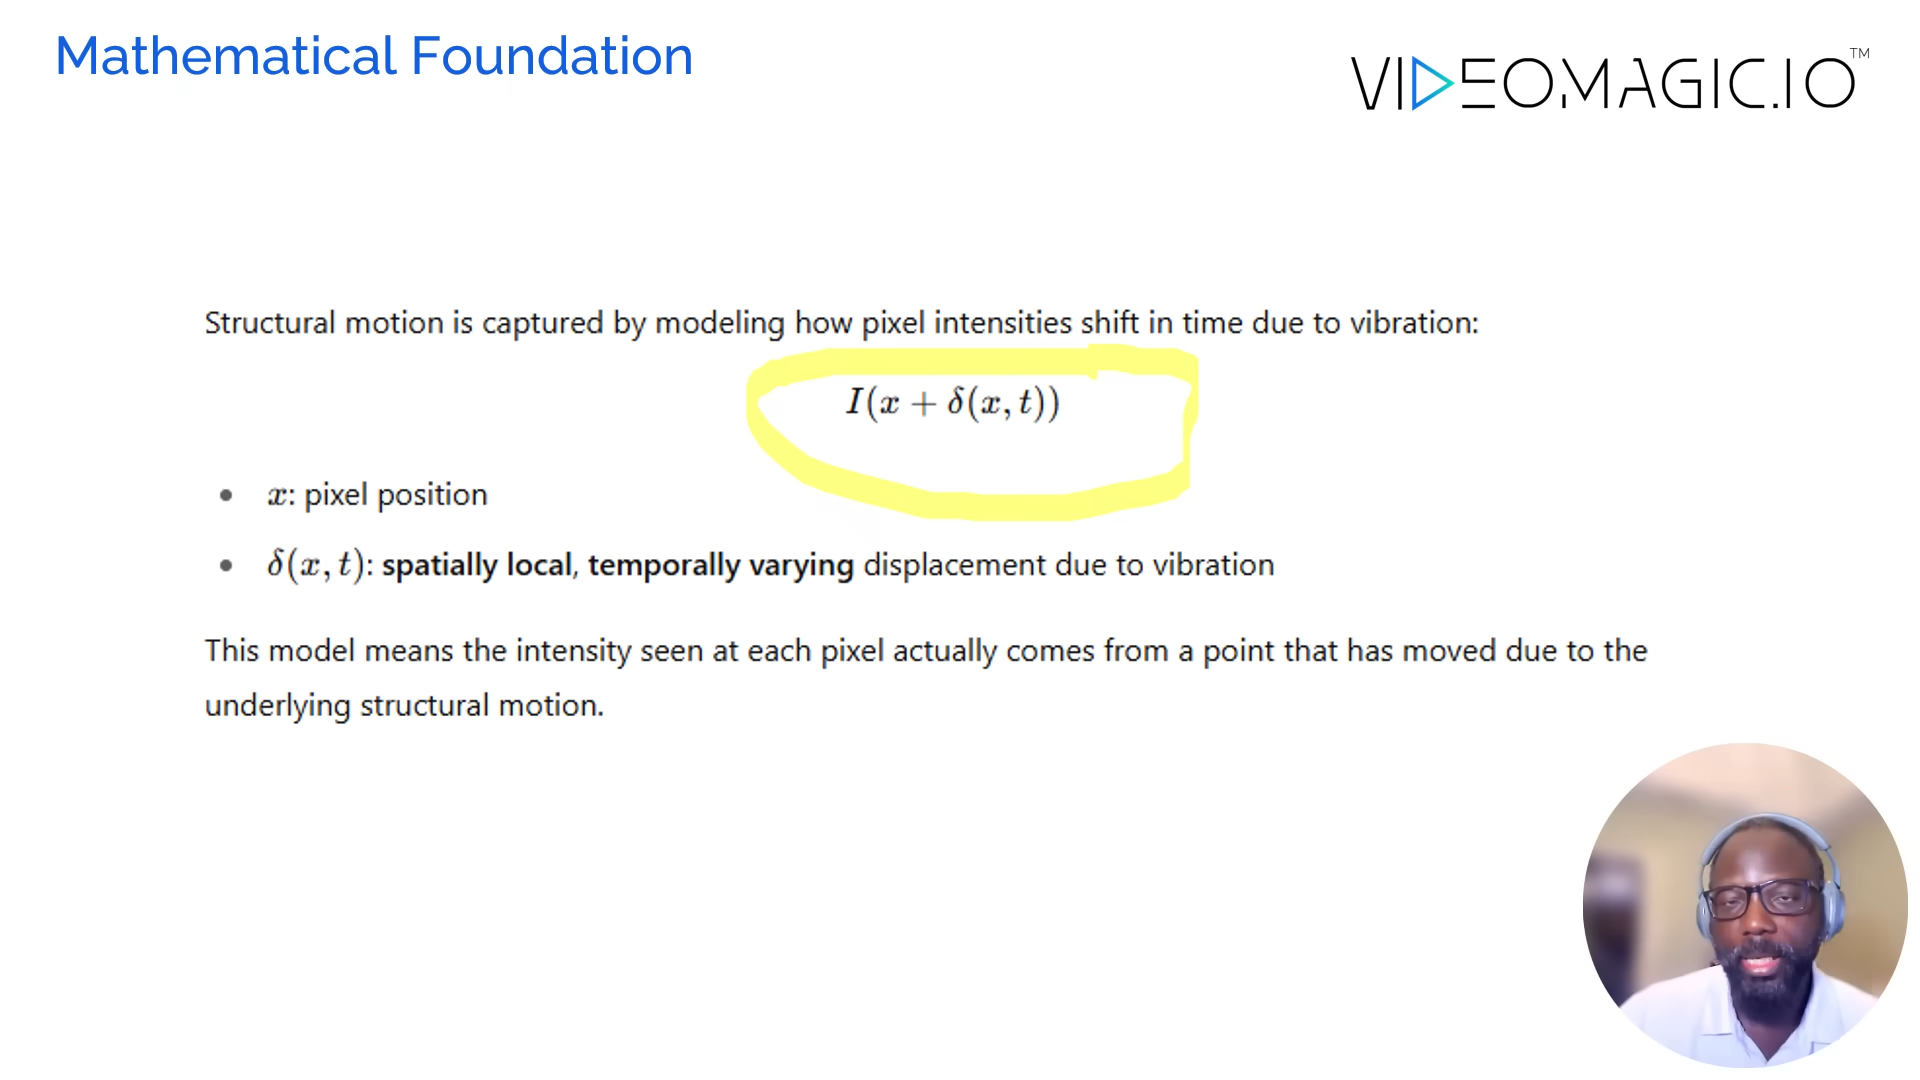 Mathematical Foundation
VIDEOMAGIC.IO™
Structural motion is captured by modeling how pixel intensities shift in time due to vibration:
I(x + δ(x, t))
• x: pixel position
• δ(x, t): spatially local, temporally varying displacement due to vibration
This model means the intensity seen at each pixel actually comes from a point that has moved due to the
underlying structural motion.